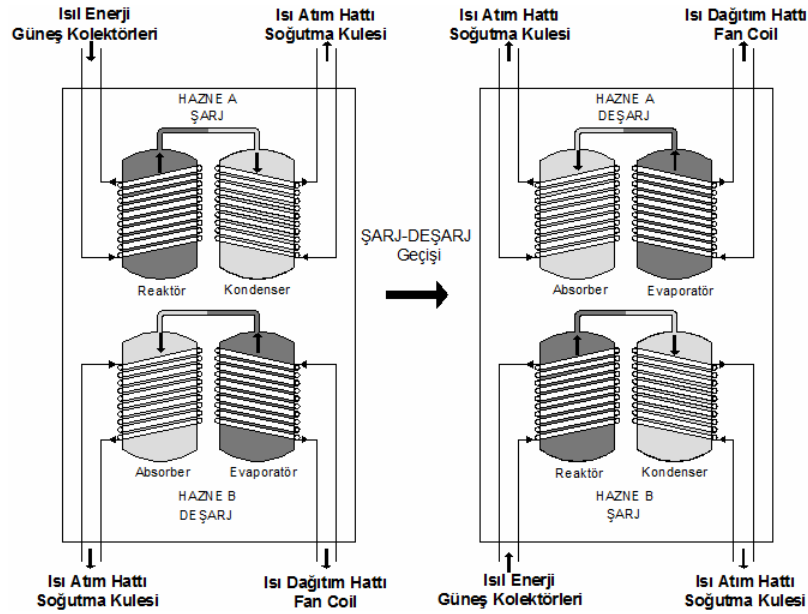 Isıl Enerji
Güneş Kolektörleri
Isı Atım Hattı
Soğutma Kulesi
HAZNE A
ŞARJ
Reaktör
Kondenser
Absorber
Evaporatör
HAZNE B
DEŞARJ
Isı Atım Hattı
Soğutma Kulesi
Isı Dağıtım Hattı
Fan Coil
ŞARJ-DEŞARJ
Geçişi
Isı Atım Hattı
Soğutma Kulesi
Isı Dağıtım Hattı
Fan Coil
HAZNE A
DEŞARJ
Absorber
Evaporatör
Reaktör
Kondenser
HAZNE B
ŞARJ
Isıl Enerji
Güneş Kolektörleri
Isı Atım Hattı
Soğutma Kulesi